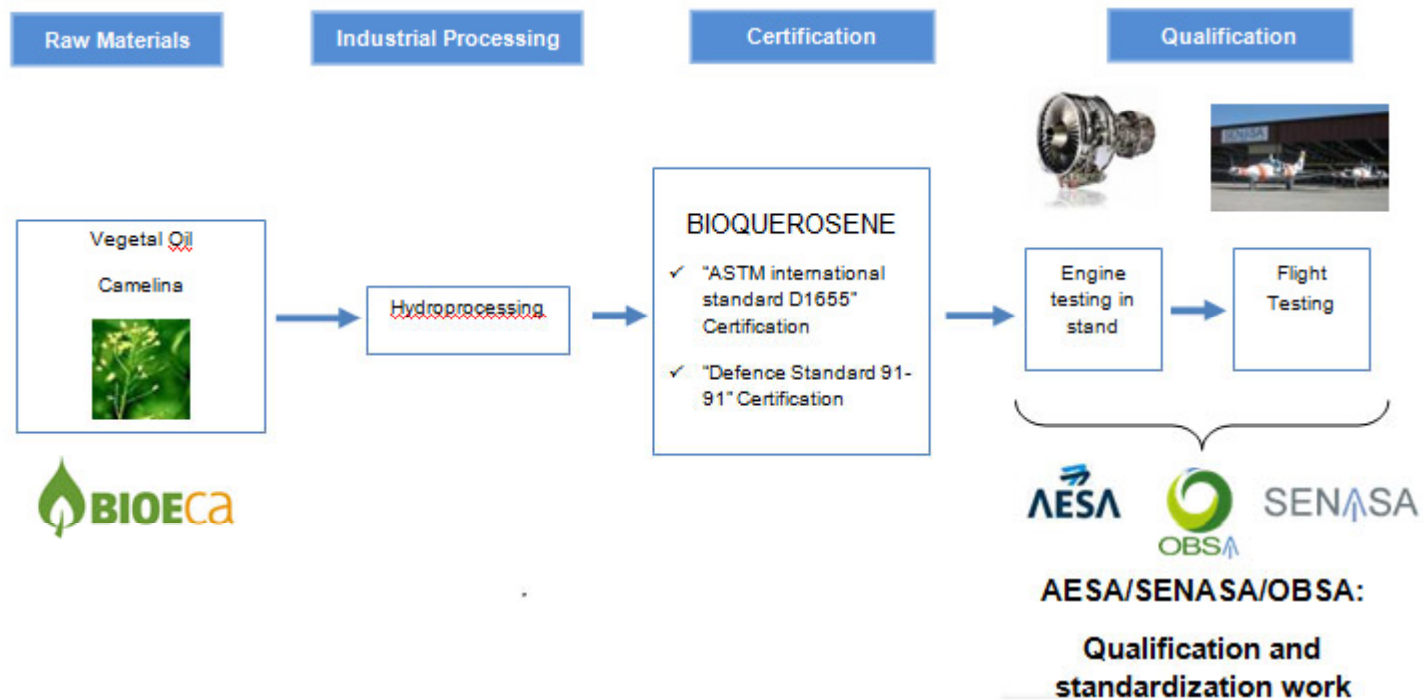 Raw Materials
Industrial Processing
Certification
Qualification
SENASA
Vegetal Oil
Camelina
Hydroprocessing
BIOQUEROSENE
✓ "ASTM international
standard D1655"
Certification
✓ "Defence Standard 91-
91" Certification
Engine
testing in
stand
Flight
Testing
BIOECa
AESA
OBSA
SENASA
AESA/SENASA/OBSA:
Qualification and
standardization work